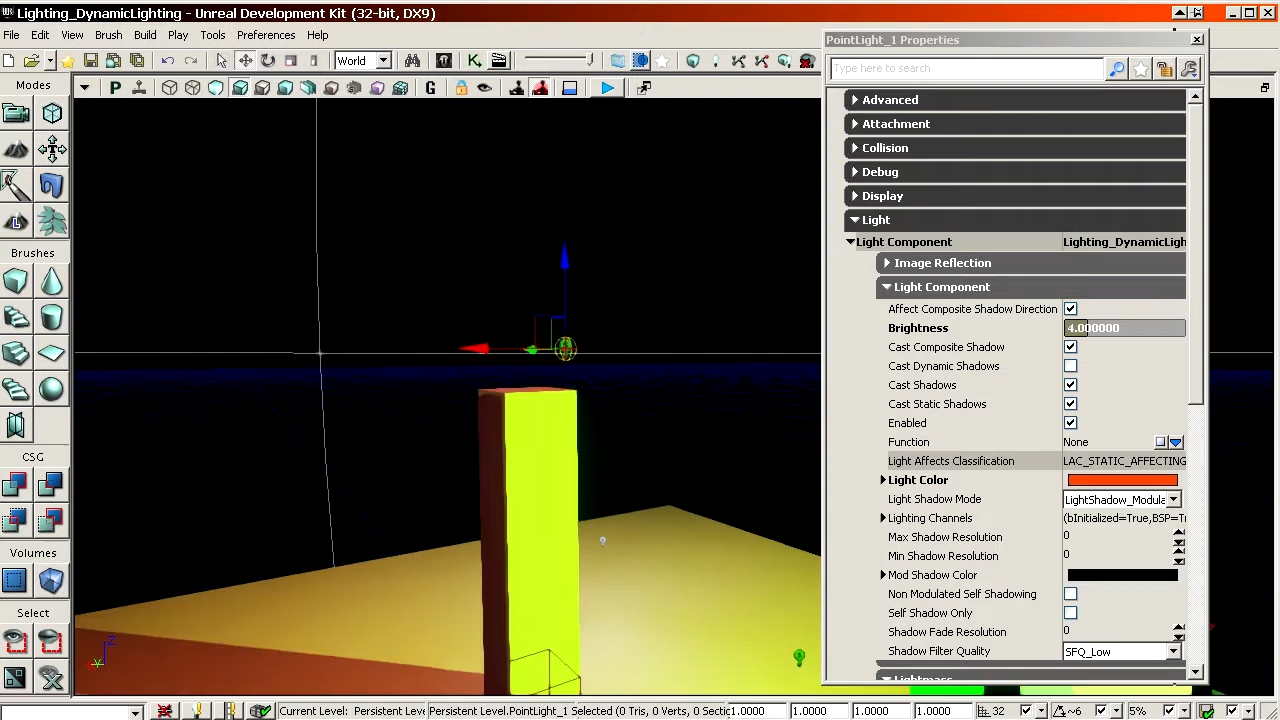 Lighting_DynamicLighting - Unreal Development Kit (32-bit, DX9)
File Edit View Brush Build Play Tools Preferences Help
World
Modes
Brushes
CSG
Volumes
Select
PointLight_1 Properties
Type here to search
Advanced
Attachment
Collision
Debug
Display
Light
Light Component Lighting_DynamicLigh
Image Reflection
Light Component
Affect Composite Shadow Direction
Brightness 4.000000
Cast Composite Shadow
Cast Dynamic Shadows
Cast Shadows
Cast Static Shadows
Enabled
Function None
Light Affects Classification LAC_STATIC_AFFECTING
Light Color
Light Shadow Mode LightShadow_Modula
Lighting Channels (bInitialized=True,BSP=Tr
Max Shadow Resolution 0
Min Shadow Resolution 0
Mod Shadow Color
Non Modulated Self Shadowing
Self Shadow Only
Shadow Fade Resolution 0
Shadow Filter Quality SFQ_Low
Lightmass
Z
Y
Current Level: Persistent Leve Persistent Level.PointLight_1 Selected (0 Tris, 0 Verts, 0 Sectic 1.0000 1.0000 1.0000 1.0000 32 ~6 5%